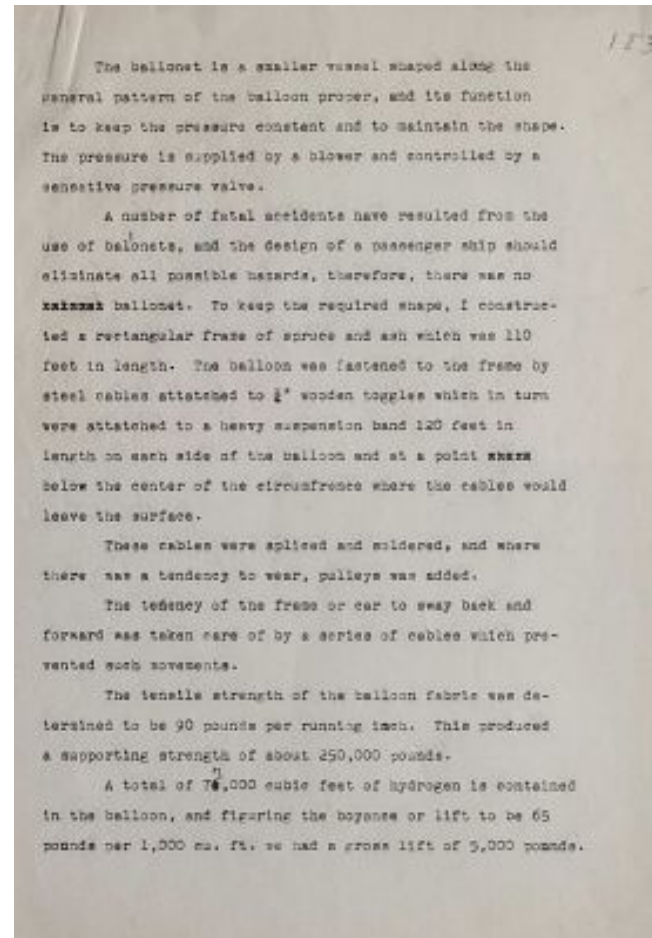 153
The ballonet is a smaller vessel shaped along the
general pattern of the balloon proper, and its function
is to keep the pressure constant and to maintain the shape.
The pressure is supplied by a blower and controlled by a
sensative pressure valve.
A number of fatal accidents have resulted from the
use of balonets, and the design of a passenger ship should
eliminate all possible hazards, therefore, there was no
ballonet. To keep the required shape, I construc-
ted a rectangular frame of spruce and ash which was 110
feet in length. The balloon was fastened to the frame by
steel cables attatched to wooden toggles which in turn
were attatched to a heavy suspension band 120 feet in
length on each side of the balloon and at a point
below the center of the circumfrence where the cables would
leave the surface.
These cables were spliced and soldered, and where
there was a tendency to wear, pulleys was added.
The tedency of the frame or car to sway back and
forward was taken care of by a series of cables which pre-
vented such movements.
The tensile strength of the balloon fabric was de-
termined to be 90 pounds per running inch. This produced
a supporting strength of about 250,000 pounds.
A total of 77,000 cubic feet of hydrogen is contained
in the balloon, and figuring the boyance or lift to be 65
pounds per 1,000 cu. ft. we had a gross lift of 5,000 pounds.